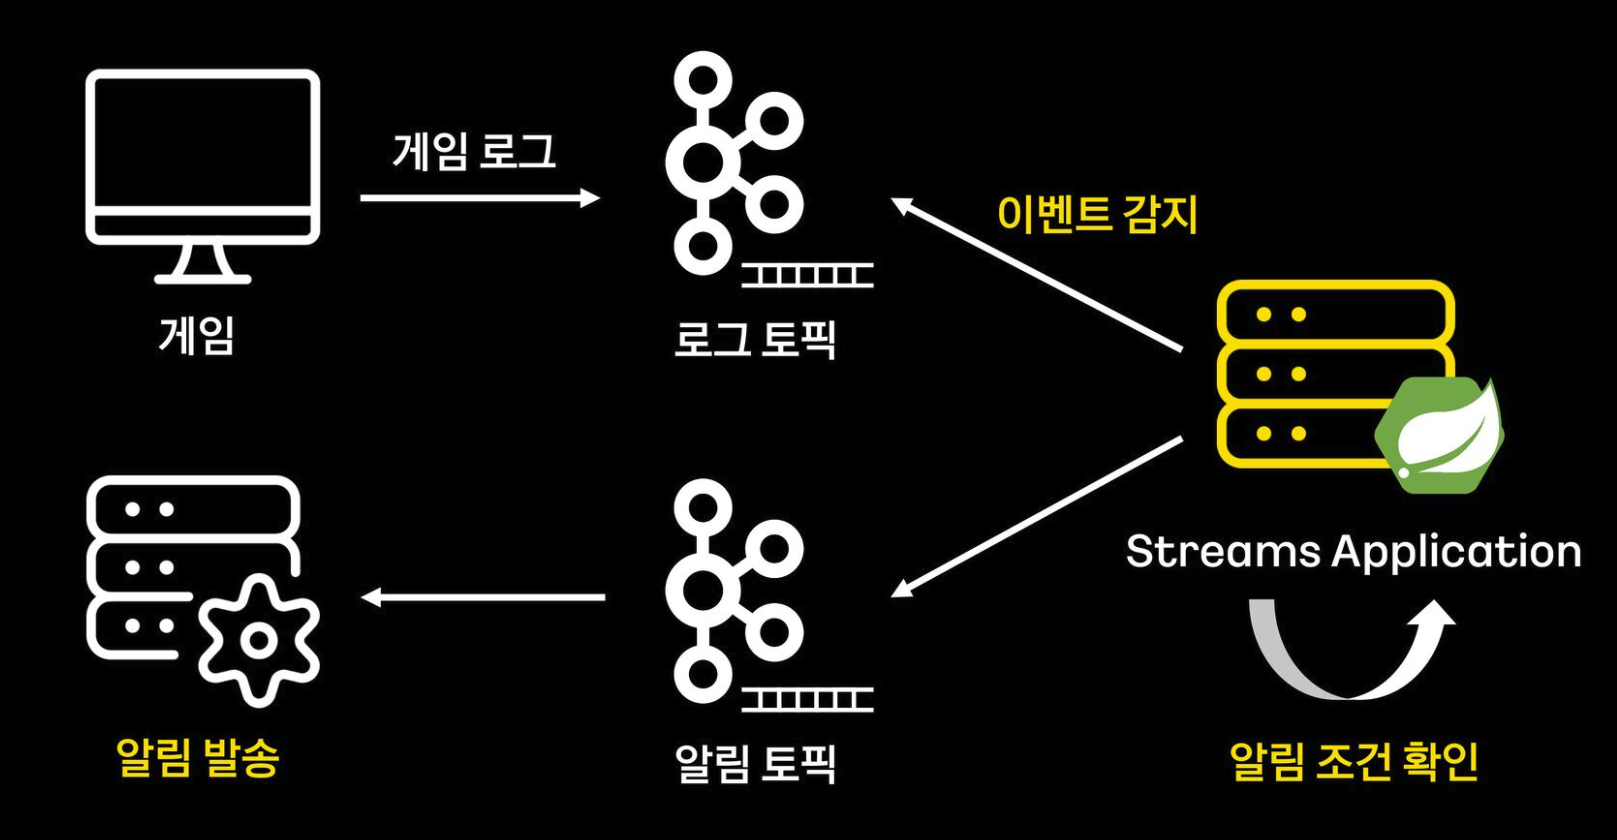 게임 로그
게임
로그 토픽
이벤트 감지
Streams Application
알림 조건 확인
알림 토픽
알림 발송